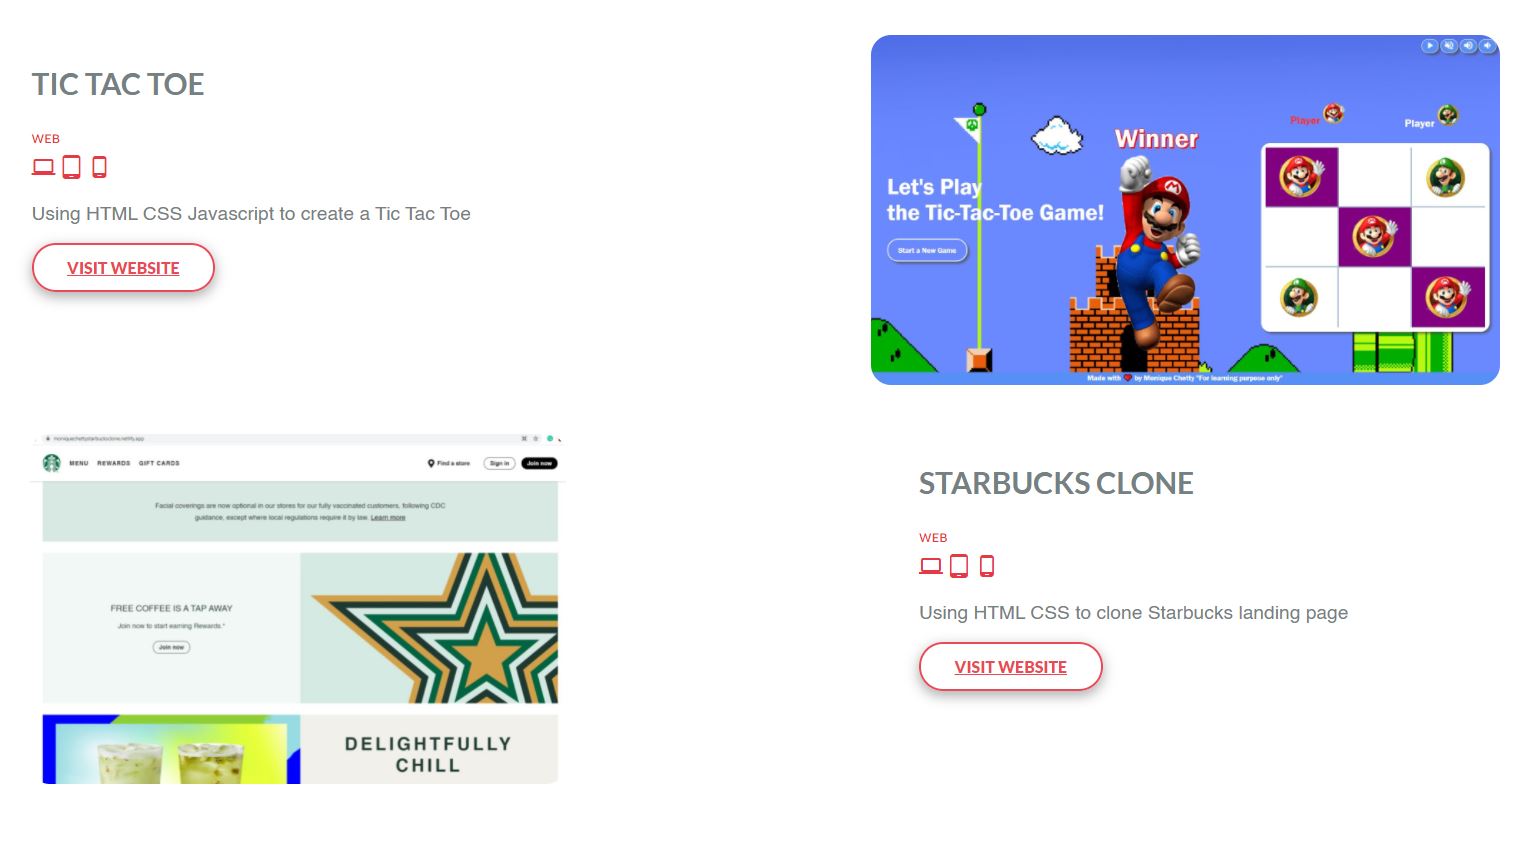 TIC TAC TOE
WEB
Using HTML CSS Javascript to create a Tic Tac Toe
VISIT WEBSITE
Winner
Player
Player
Let's Play
the Tic-Tac-Toe Game!
Start a New Game
Made with ❤ by Monique Chetty "For learning purpose only"
moniquechettystarbucksclone.netlify.app
MENU REWARDS GIFT CARDS
Find a store
Sign in
Join now
Facial coverings are now optional in our stores for our fully vaccinated customers, following CDC
guidance, except where local regulations require it by law. Learn more
FREE COFFEE IS A TAP AWAY
Join now to start earning Rewards.*
Join now
DELIGHTFULLY
CHILL
STARBUCKS CLONE
WEB
Using HTML CSS to clone Starbucks landing page
VISIT WEBSITE